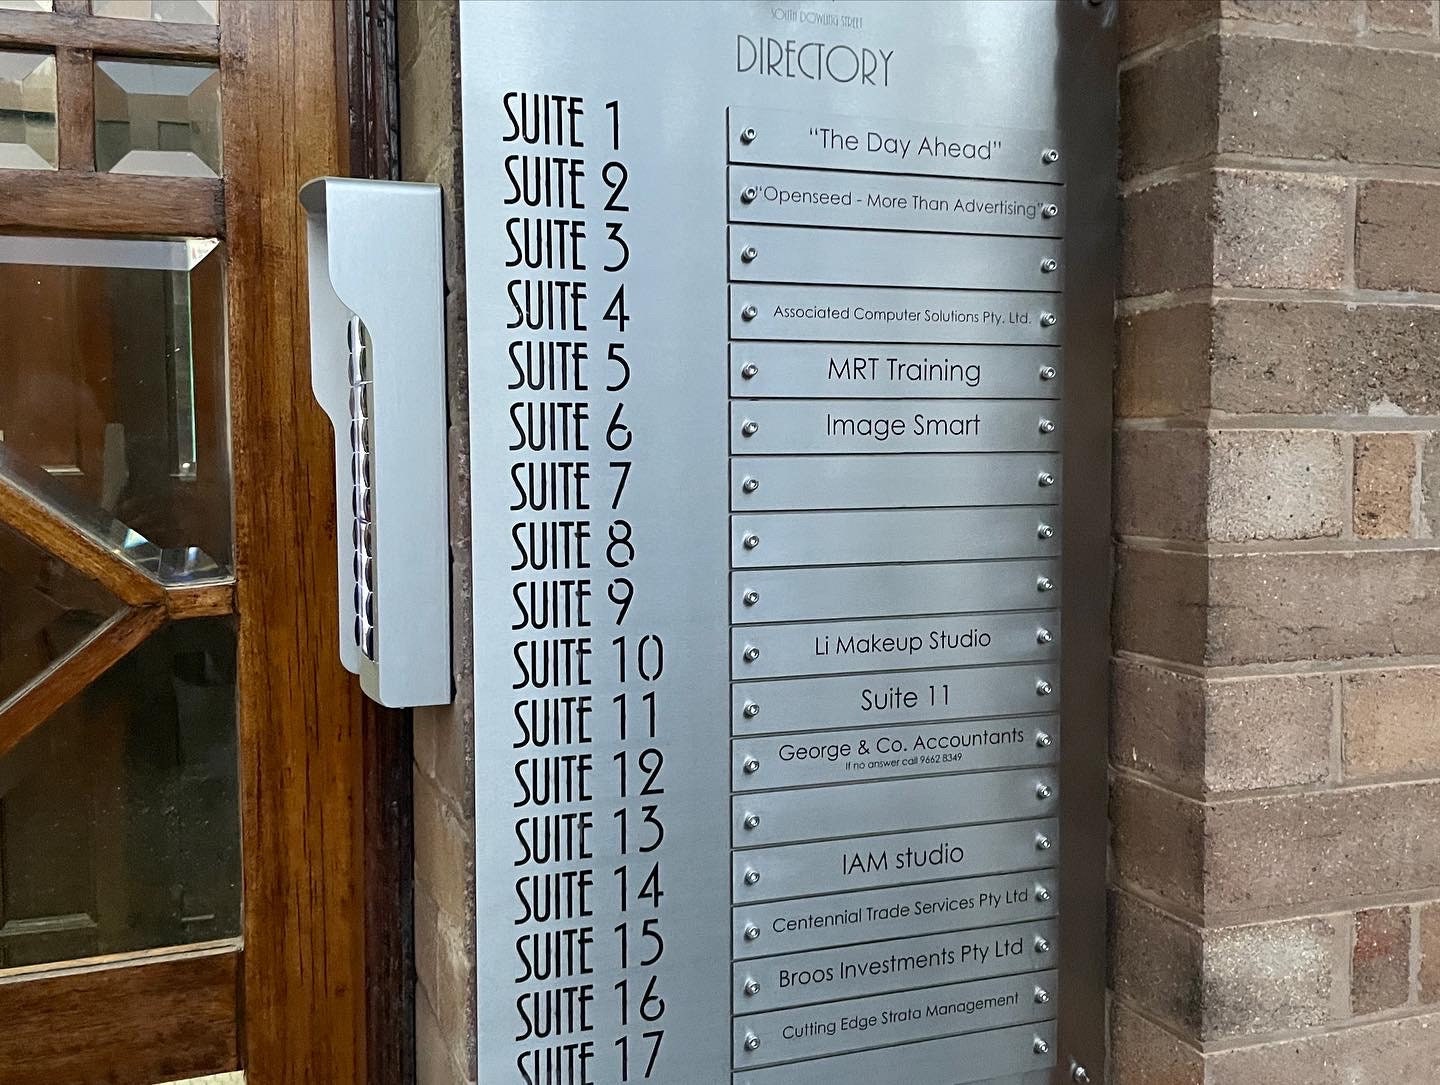 SOUTH DOWLING STREET
DIRECTORY
SUITE 1 "The Day Ahead"
SUITE 2 "Openseed - More Than Advertising"
SUITE 3
SUITE 4 Associated Computer Solutions Pty. Ltd.
SUITE 5 MRT Training
SUITE 6 Image Smart
SUITE 7
SUITE 8
SUITE 9
SUITE 10 Li Makeup Studio
SUITE 11 Suite 11
SUITE 12 George & Co. Accountants
If no answer call 9662 8349
SUITE 13
SUITE 14 IAM studio
SUITE 15 Centennial Trade Services Pty Ltd
SUITE 16 Broos Investments Pty Ltd
SUITE 17 Cutting Edge Strata Management